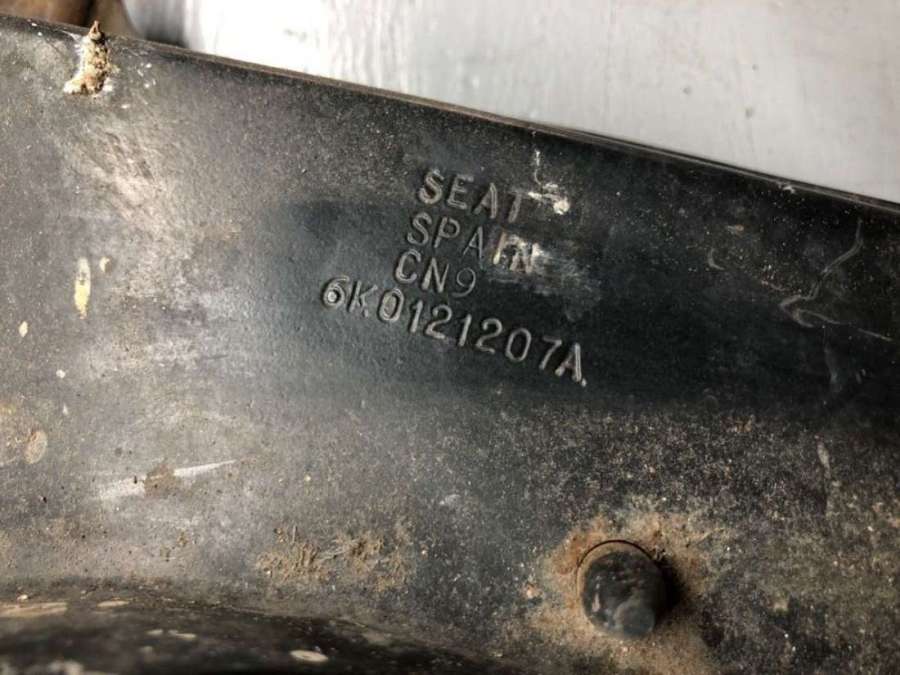 SEAT
SPAIN
CN9
6K0121207A